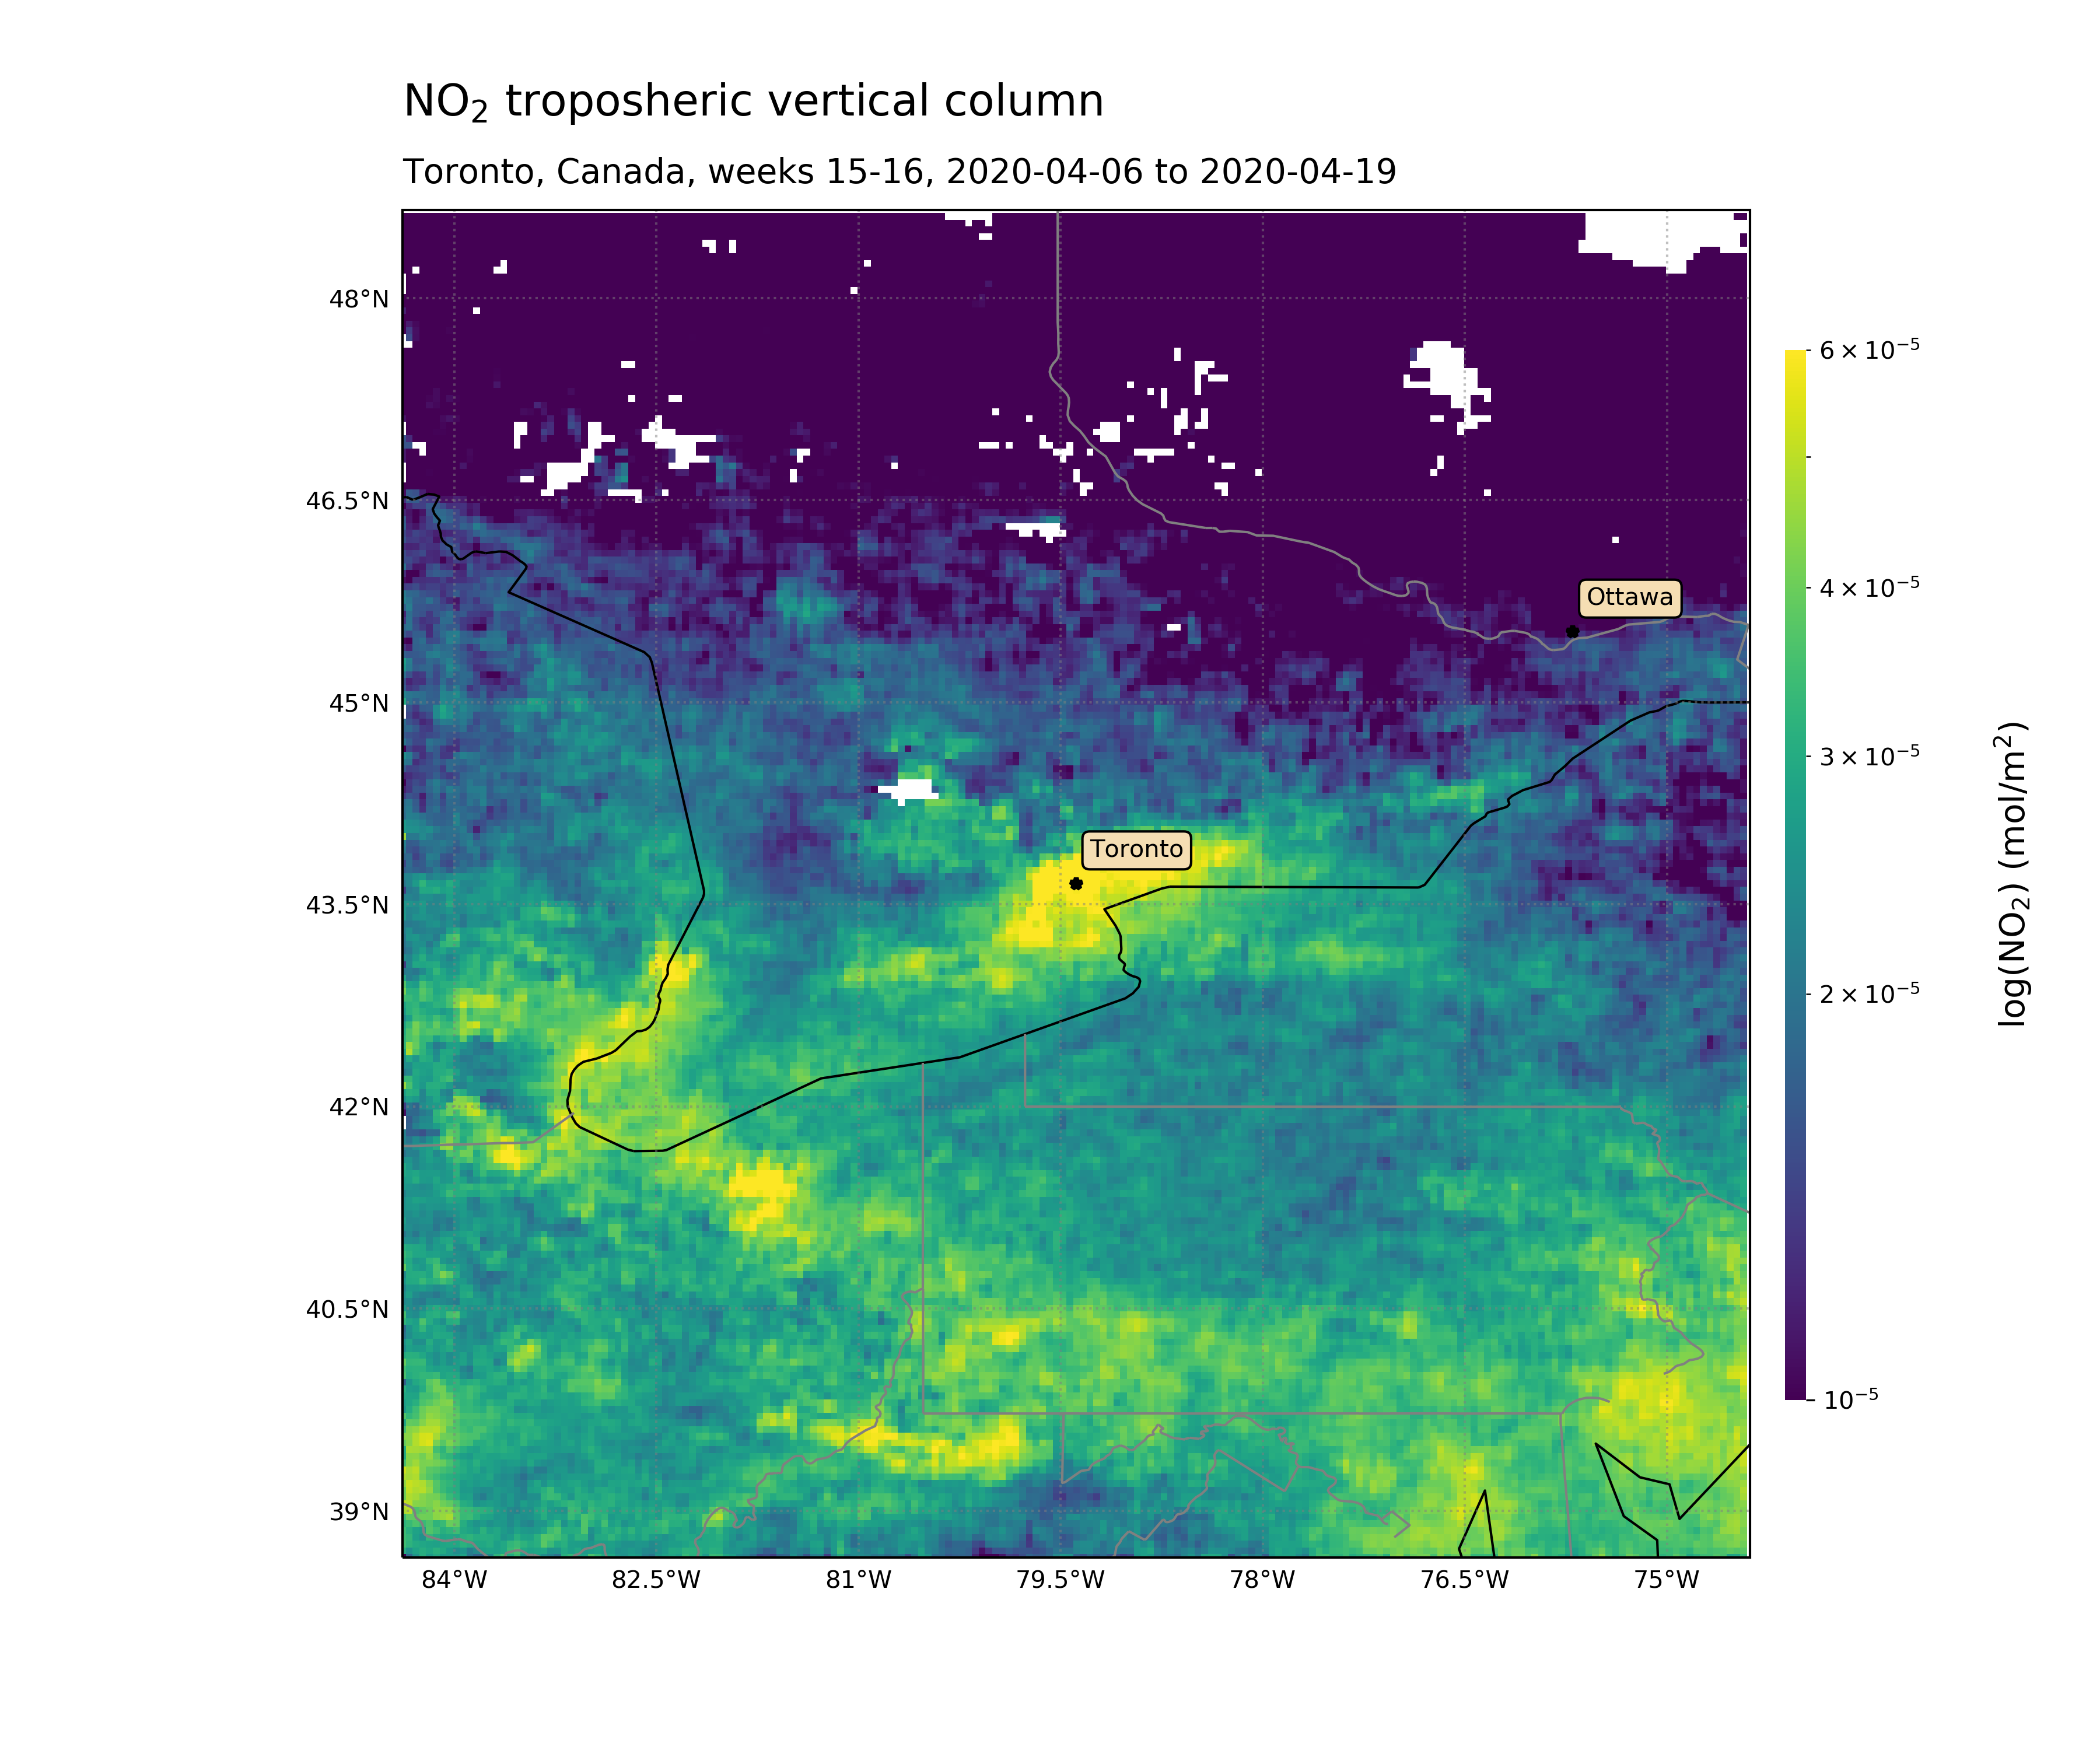 NO₂ troposheric vertical column
Toronto, Canada, weeks 15-16, 2020-04-06 to 2020-04-19
48°N
46.5°N
45°N
43.5°N
42°N
40.5°N
39°N
84°W 82.5°W 81°W 79.5°W 78°W 76.5°W 75°W
Ottawa
Toronto
6 × 10⁻⁵
4 × 10⁻⁵
3 × 10⁻⁵
2 × 10⁻⁵
10⁻⁵
log(NO₂) (mol/m²)